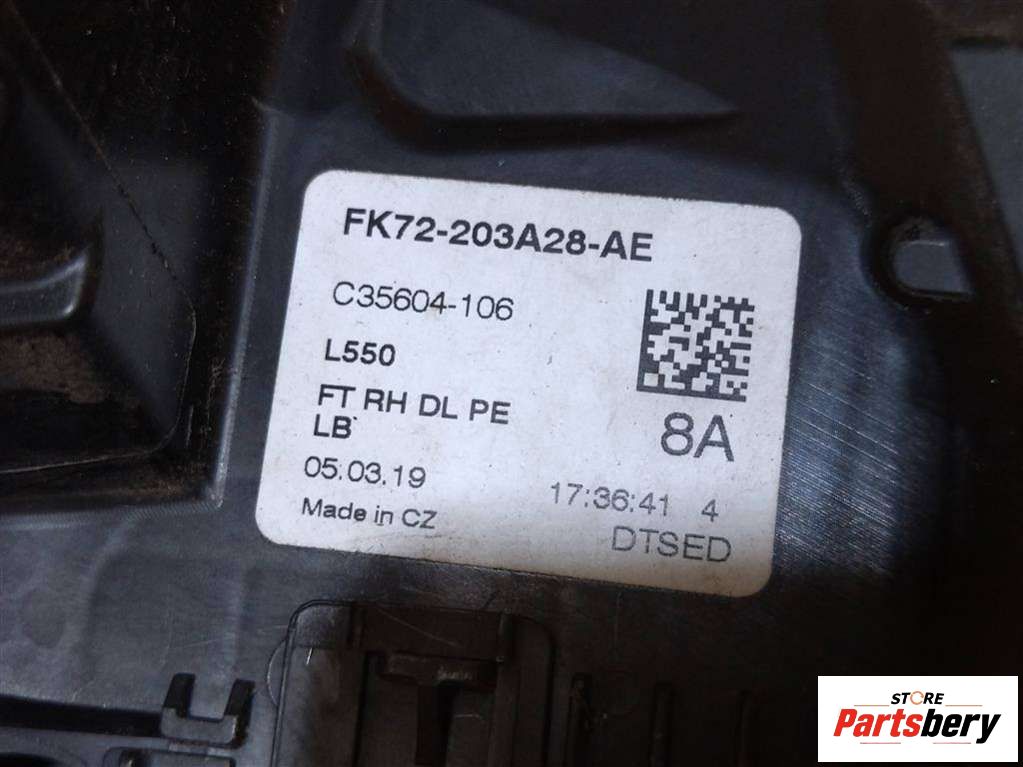 FK72-203A28-AE
C35604-106
L550
FT RH DL PE
8A
LB
05.03.19
17:36:41 4
Made in CZ
DTSED
STORE
Partsbery